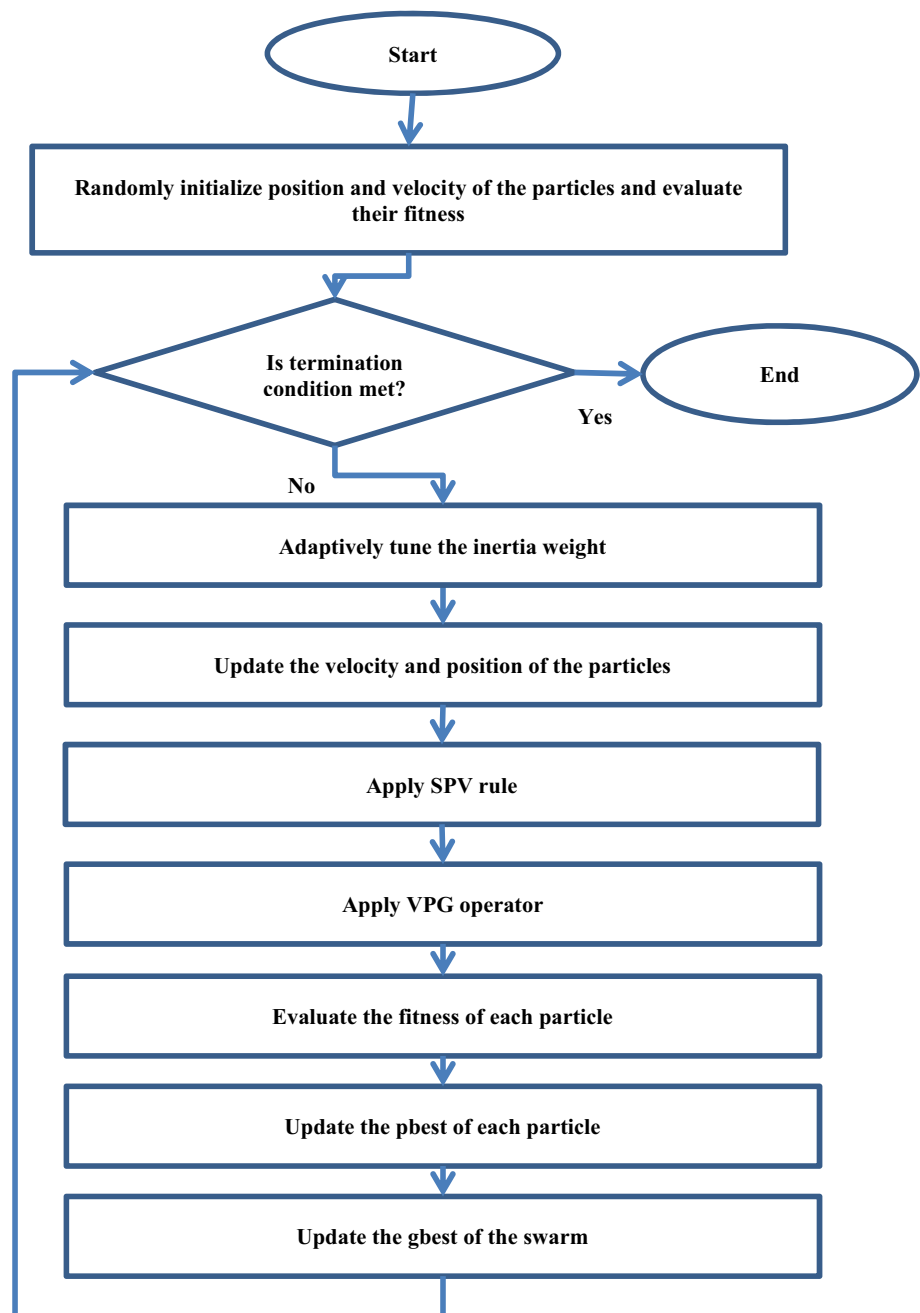 Start
Randomly initialize position and velocity of the particles and evaluate
their fitness
Is termination
condition met?
End
Yes
No
Adaptively tune the inertia weight
Update the velocity and position of the particles
Apply SPV rule
Apply VPG operator
Evaluate the fitness of each particle
Update the pbest of each particle
Update the gbest of the swarm